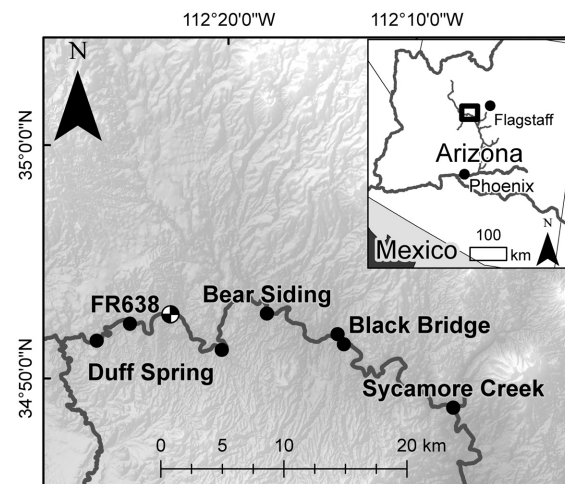 112°20'0"W
112°10'0"W
N
35°0'0"N
34°50'0"N
Flagstaff
Arizona
Phoenix
N
100
km
Mexico
Bear Siding
FR638
Black Bridge
Duff Spring
Sycamore Creek
0 5 10 20 km